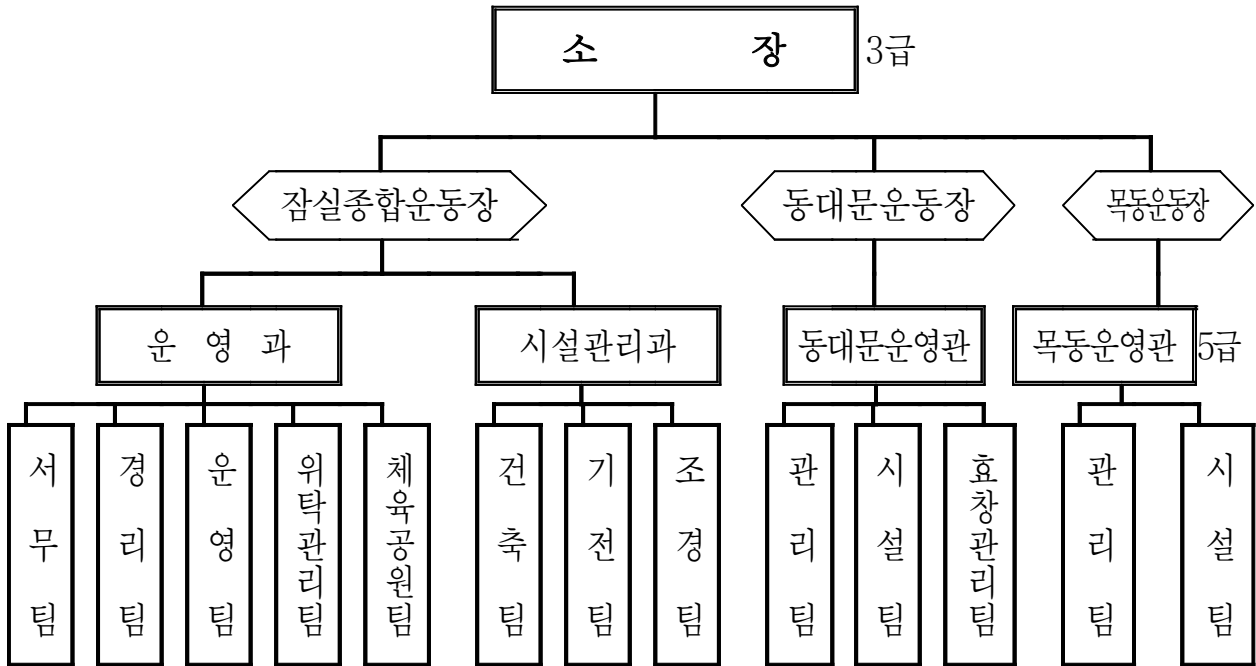 소 장 3급
잠실종합운동장 동대문운동장 목동운동장
운 영 과 시설관리과 동대문운영관 목동운영관 5급
서무팀 경리팀 운영팀 위탁관리팀 체육공원팀 건축팀 기전팀 조경팀 관리팀 시설팀 효창관리팀 관리팀 시설팀